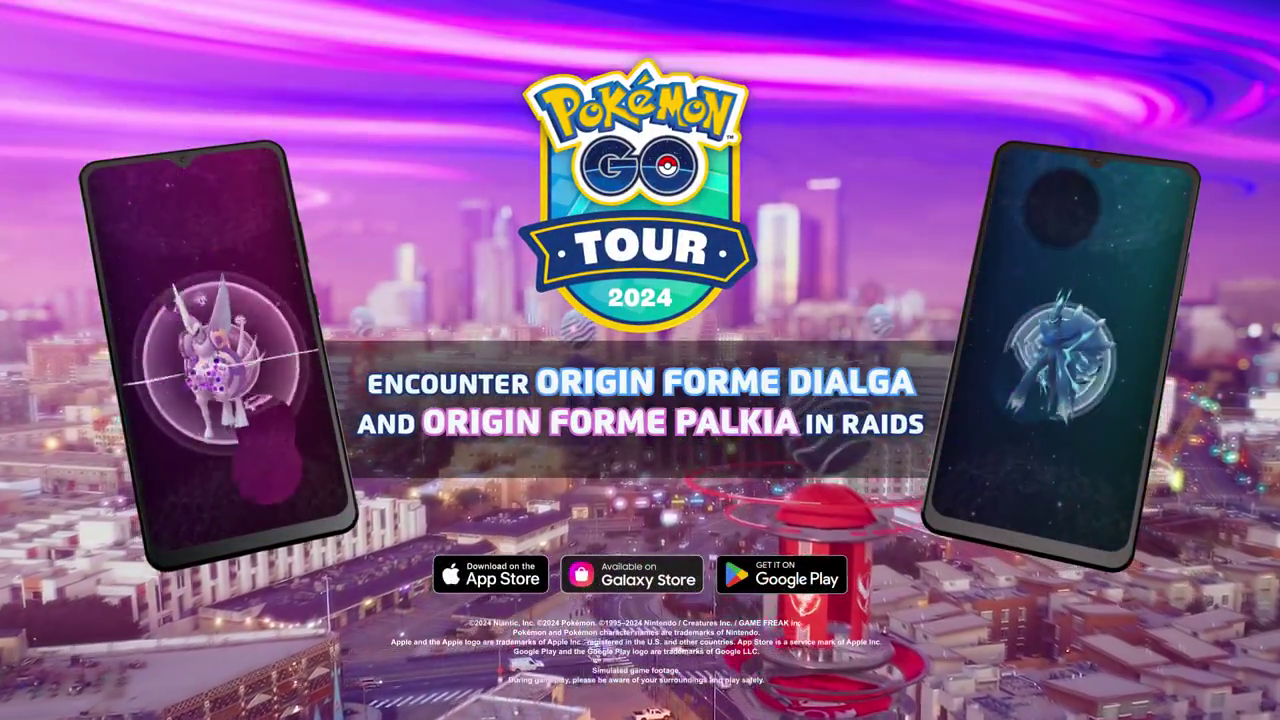 POKéMON™
GO
TOUR
2024
ENCOUNTER ORIGIN FORME DIALGA
AND ORIGIN FORME PALKIA IN RAIDS
Download on the
App Store
Available on
Galaxy Store
GET IT ON
Google Play
©2024 Niantic, Inc. ©2024 Pokémon. ©1995–2024 Nintendo / Creatures Inc. / GAME FREAK Inc.
Pokémon and Pokémon character names are trademarks of Nintendo.
Apple and the Apple logo are trademarks of Apple Inc., registered in the U.S. and other countries. App Store is a service mark of Apple Inc.
Google Play and the Google Play logo are trademarks of Google LLC.
Simulated game footage.
During gameplay, please be aware of your surroundings and play safely.